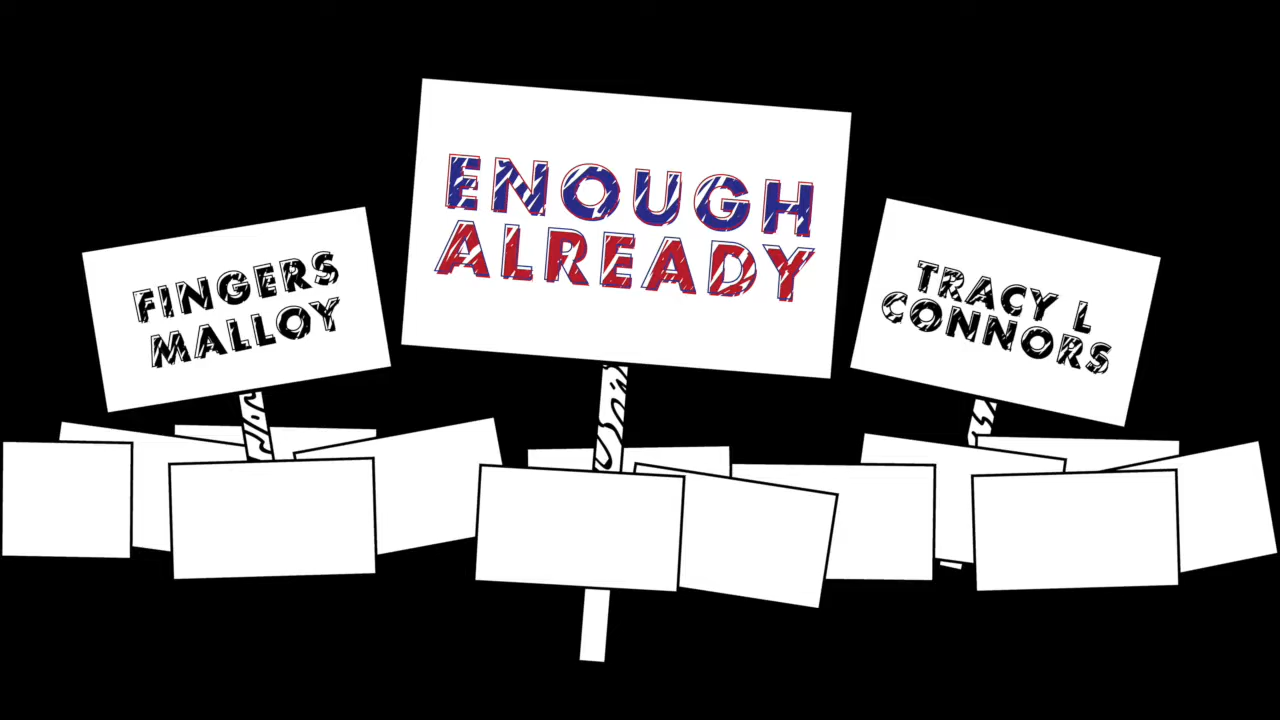 FINGERS
MALLOY
ENOUGH
ALREADY
TRACY L
CONNORS